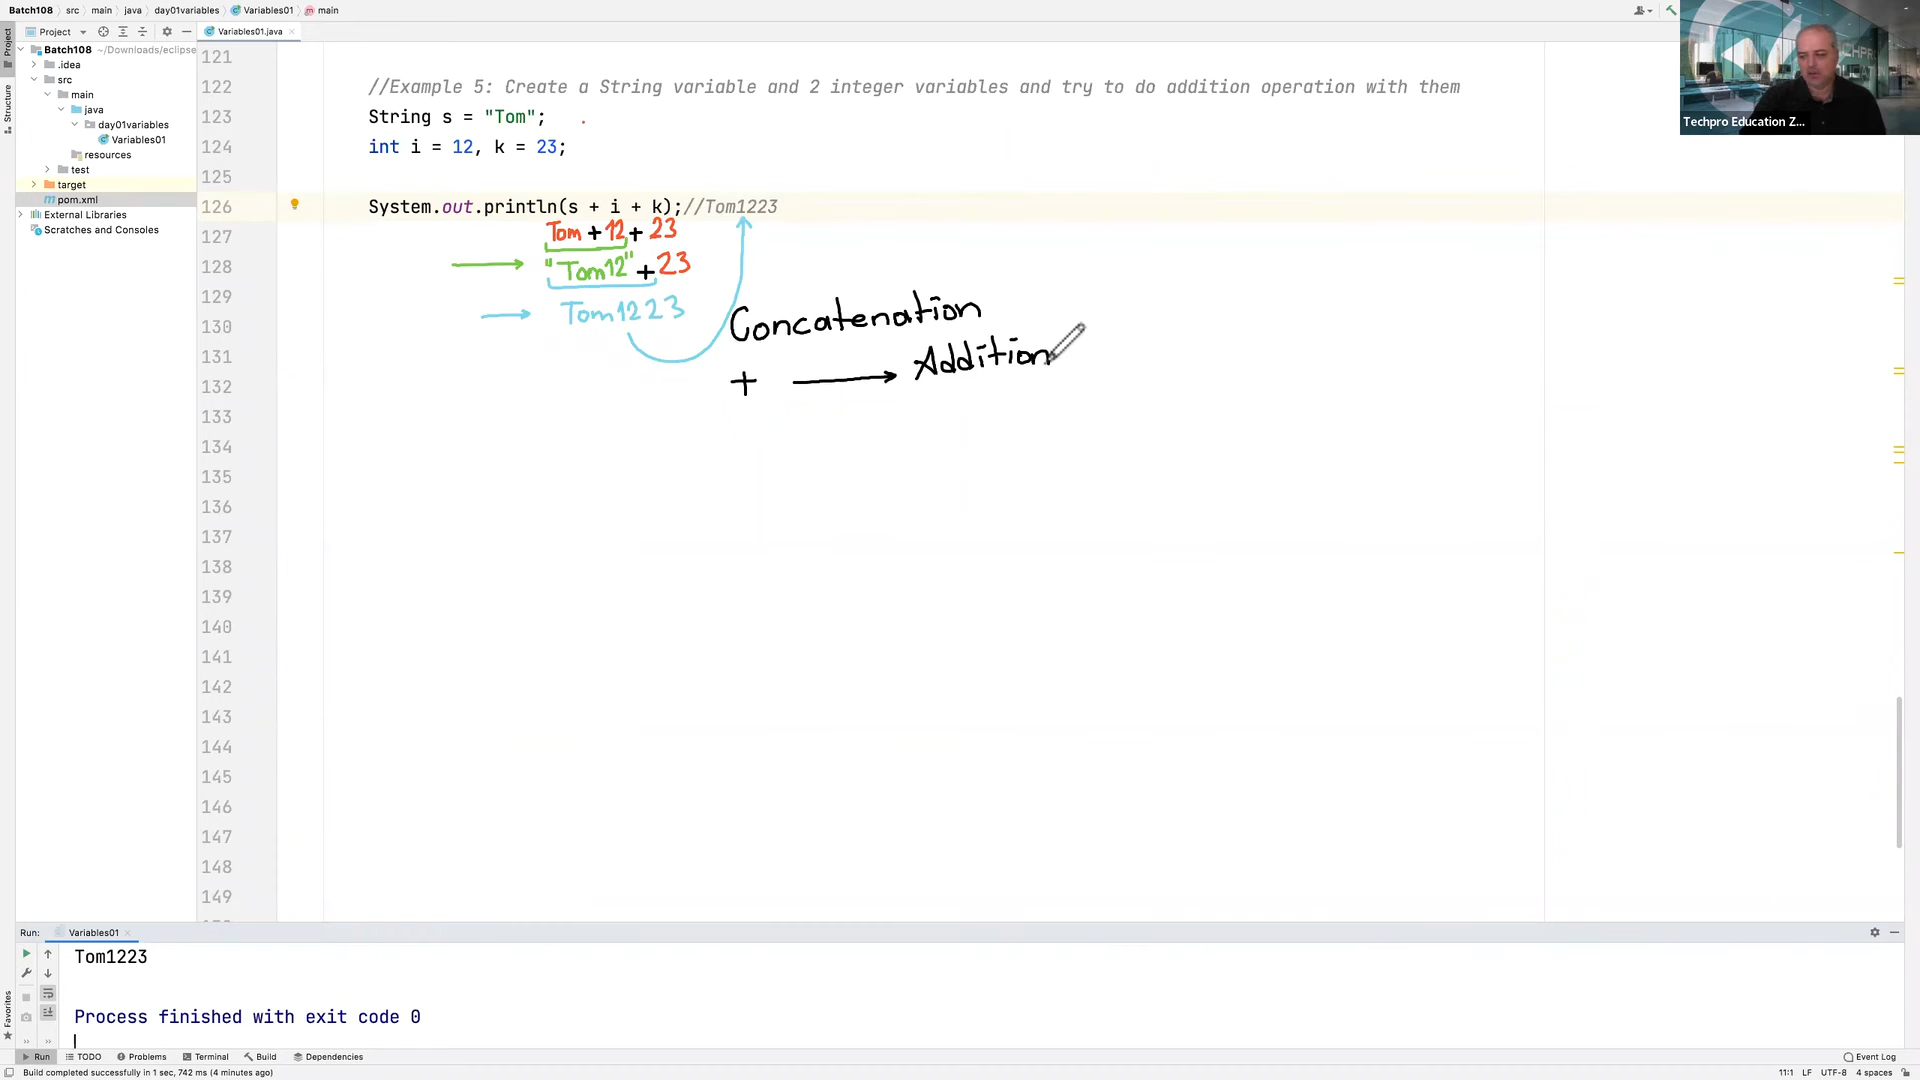 Batch108 src main java day01variables Variables01 main
Project Variables01.java
Project
Structure
Favorites
Batch108 ~/Downloads/eclipse
.idea
src
main
java
day01variables
Variables01
resources
test
target
pom.xml
External Libraries
Scratches and Consoles
121
122 //Example 5: Create a String variable and 2 integer variables and try to do addition operation with them
123 String s = "Tom";
124 int i = 12, k = 23;
125
126 System.out.println(s + i + k);//Tom1223
127 Tom + 12 + 23
128 "Tom12" + 23
129
130 Tom1223 Concatenation
131 Addition
132 +
133
134
135
136
137
138
139
140
141
142
143
144
145
146
147
148
149
Techpro Education Z...
Run: Variables01
Tom1223
Process finished with exit code 0
Run TODO Problems Terminal Build Dependencies Event Log
Build completed successfully in 1 sec, 742 ms (4 minutes ago) 11:1 LF UTF-8 4 spaces